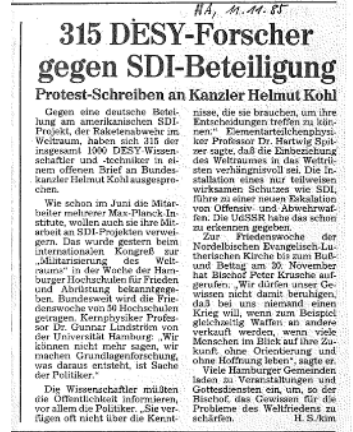 HA, 11.11.85
315 DESY-Forscher
gegen SDI-Beteiligung
Protest-Schreiben an Kanzler Helmut Kohl
Gegen eine deutsche Betei-
lung am amerikanischen SDI-
Projekt, der Raketenabwehr im
Weltraum, haben sich 315 der
insgesamt 1000 DESY-Wissen-
schaftler und -techniker in ei-
nem offenen Brief an Bundes-
kanzler Helmut Kohl ausgespro-
chen.
Wie schon im Juni die Mitar-
beiter mehrerer Max-Planck-In-
stitute, wollen auch sie ihre Mit-
arbeit an SDI-Projekten verwei-
gern. Das wurde gestern beim
internationalen Kongreß zur
„Militarisierung des Welt-
raums" in der Woche der Ham-
burger Hochschulen für Frieden
und Abrüstung bekanntgege-
ben. Bundesweit wird die Frie-
denswoche von 50 Hochschulen
getragen. Kernphysiker Profes-
sor Dr. Gunnar Lindström von
der Universität Hamburg: „Wir
können nicht mehr sagen, wir
machen Grundlagenforschung,
was daraus entsteht, ist Sache
der Politiker."
Die Wissenschaftler müßten
die Öffentlichkeit informieren,
vor allem die Politiker. „Sie ver-
fügen oft nicht über die Kennt-
nisse, die sie brauchen, um ihre
Entscheidungen treffen zu kön-
nen." Elementarteilchenphysi-
ker Professor Dr. Hartwig Spit-
zer sagte, daß die Einbeziehung
des Weltraumes in das Wettrü-
sten verhängnisvoll sei. Die In-
stallation eines nur teilweisen
wirksamen Schutzes wie SDI,
führe zu einer neuen Eskalation
von Offensiv- und Abwehrwaf-
fen. Die UdSSR habe das schon
zu erkennen gegeben.
Zur Friedenswoche der
Nordelbischen Evangelisch-Lu-
therischen Kirche bis zum Buß-
und Bettag am 20. November
hat Bischof Peter Krusche auf-
gerufen. „Wir dürfen unser Ge-
wissen nicht damit beruhigen,
daß bei uns niemand einen
Krieg will, wenn zum Beispiel
gleichzeitig Waffen an andere
verkauft werden, wenn viele
Menschen im Blick auf ihre Zu-
kunft ohne Orientierung und
ohne Hoffnung leben", sagte er.
Viele Hamburger Gemeinden
laden zu Veranstaltungen und
Gottesdiensten ein, um, so der
Bischof, das Gewissen für die
Probleme des Weltfriedens zu
schärfen. H. S./kim